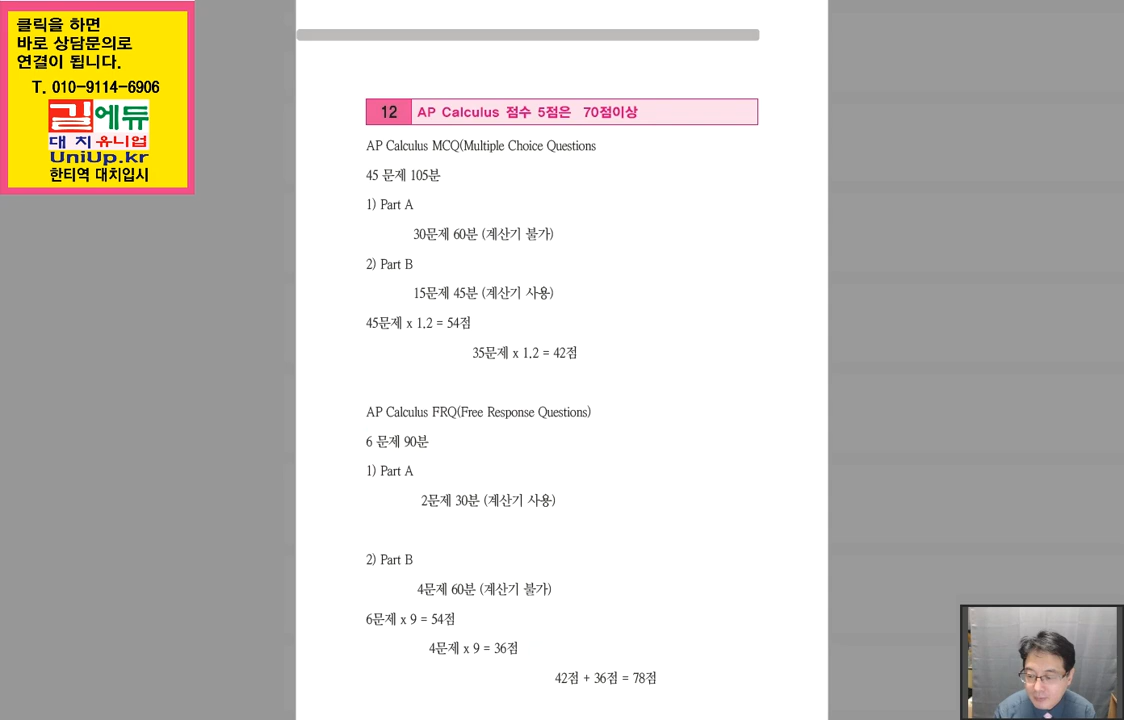 클릭을 하면
바로 상담문의로
연결이 됩니다.
T. 010-9114-6906
길에듀
대 치 유니업
UniUp.kr
한티역 대치입시
12 AP Calculus 점수 5점은 70점이상
AP Calculus MCQ(Multiple Choice Questions
45 문제 105분
1) Part A
30문제 60분 (계산기 불가)
2) Part B
15문제 45분 (계산기 사용)
45문제 x 1.2 = 54점
35문제 x 1.2 = 42점
AP Calculus FRQ(Free Response Questions)
6 문제 90분
1) Part A
2문제 30분 (계산기 사용)
2) Part B
4문제 60분 (계산기 불가)
6문제 x 9 = 54점
4문제 x 9 = 36점
42점 + 36점 = 78점